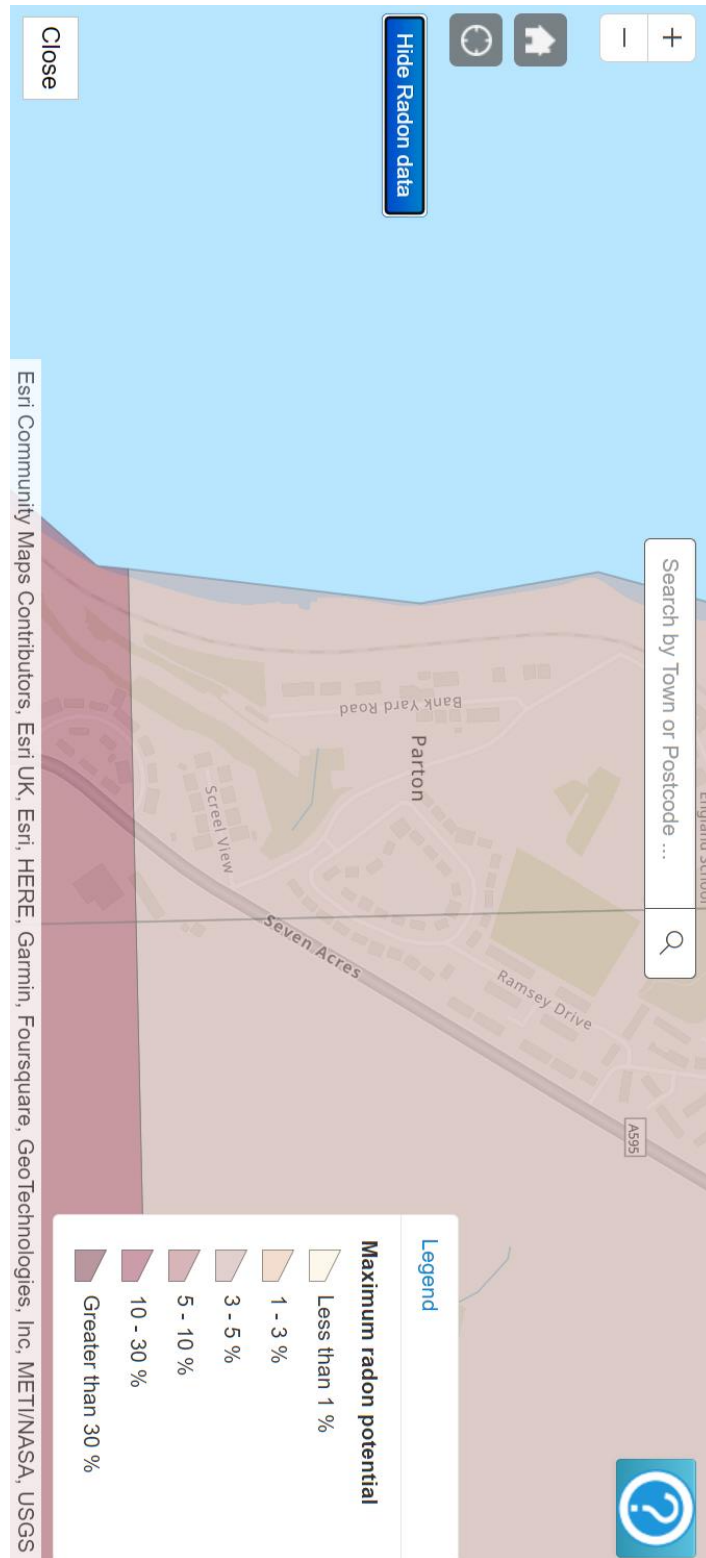 +
−
Search by Town or Postcode ...
England School
Hide Radon data
A595
Ramsey Drive
Bank Yard Road
Parton
Seven Acres
Screel View
Legend
Maximum radon potential
Less than 1 %
1 - 3 %
3 - 5 %
5 - 10 %
10 - 30 %
Greater than 30 %
Close
Esri Community Maps Contributors, Esri UK, Esri, HERE, Garmin, Foursquare, GeoTechnologies, Inc, METI/NASA, USGS